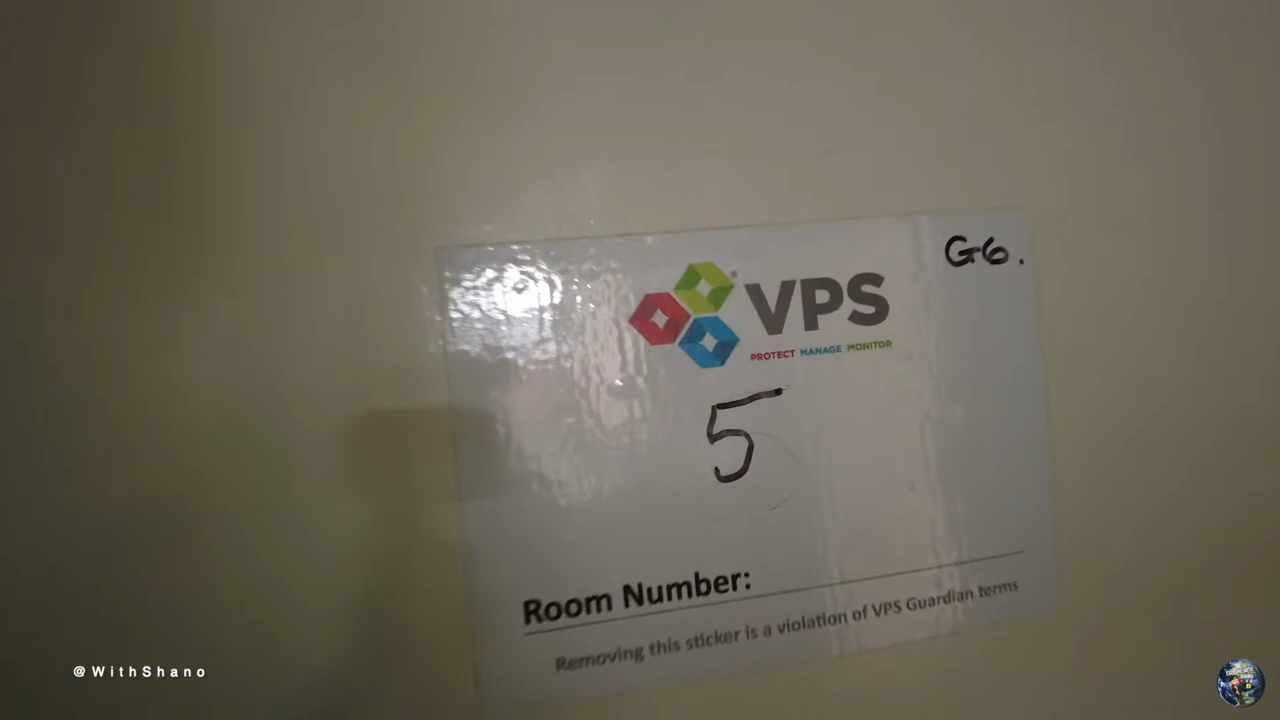 G6.
VPS
PROTECT MANAGE MONITOR
5
Room Number:
Removing this sticker is a violation of VPS Guardian terms
@WithShano